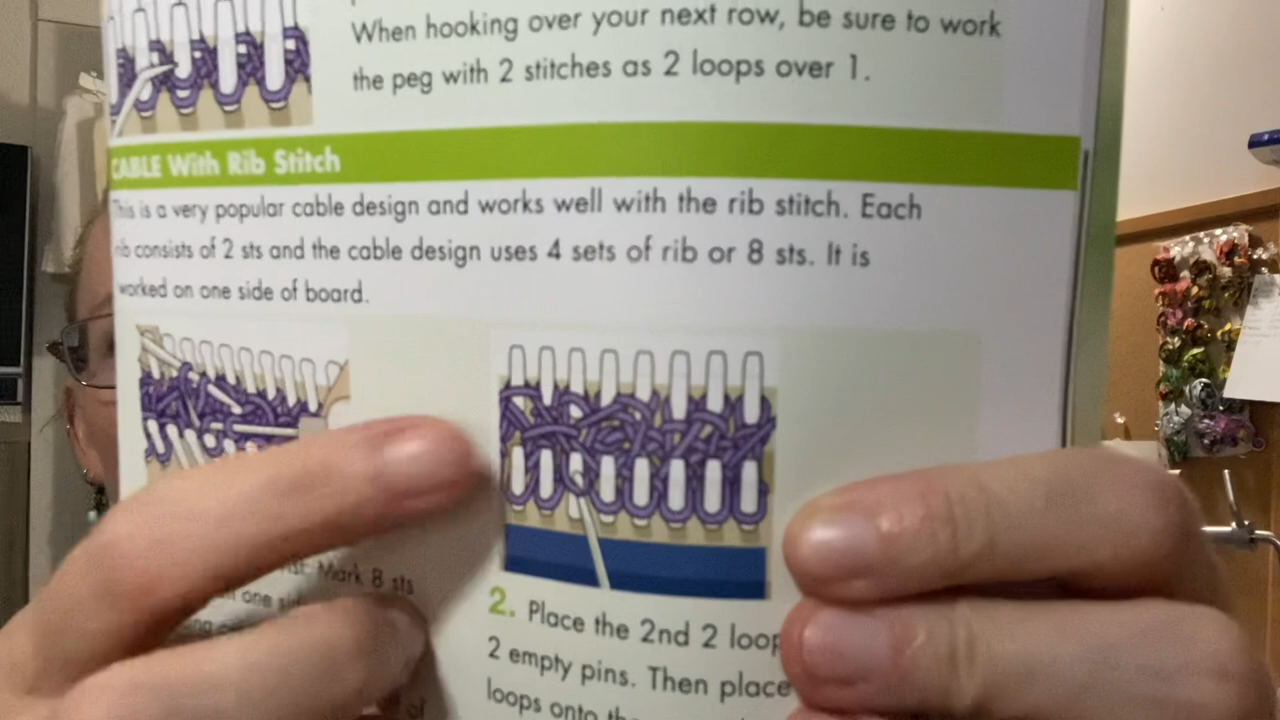 When hooking over your next row, be sure to work
the peg with 2 stitches as 2 loops over 1.
CABLE With Rib Stitch
This is a very popular cable design and works well with the rib stitch. Each
rib consists of 2 sts and the cable design uses 4 sets of rib or 8 sts. It is
worked on one side of board.
Mark 8 sts
one
2. Place the 2nd 2 loop
2 empty pins. Then place
loops onto
of